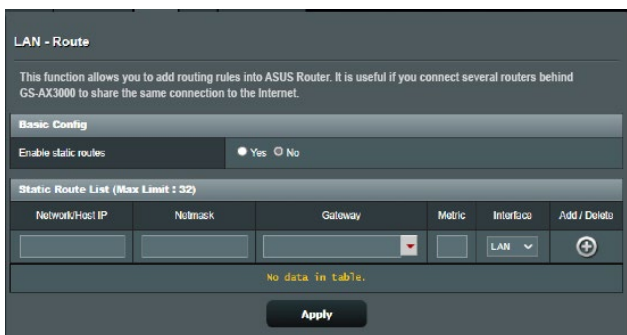 LAN - Route
This function allows you to add routing rules into ASUS Router. It is useful if you connect several routers behind
GS-AX3000 to share the same connection to the Internet.
Basic Config
Enable static routes Yes No
Static Route List (Max Limit : 32)
Network/Host IP Netmask Gateway Metric Interface Add / Delete
LAN
No data in table.
Apply